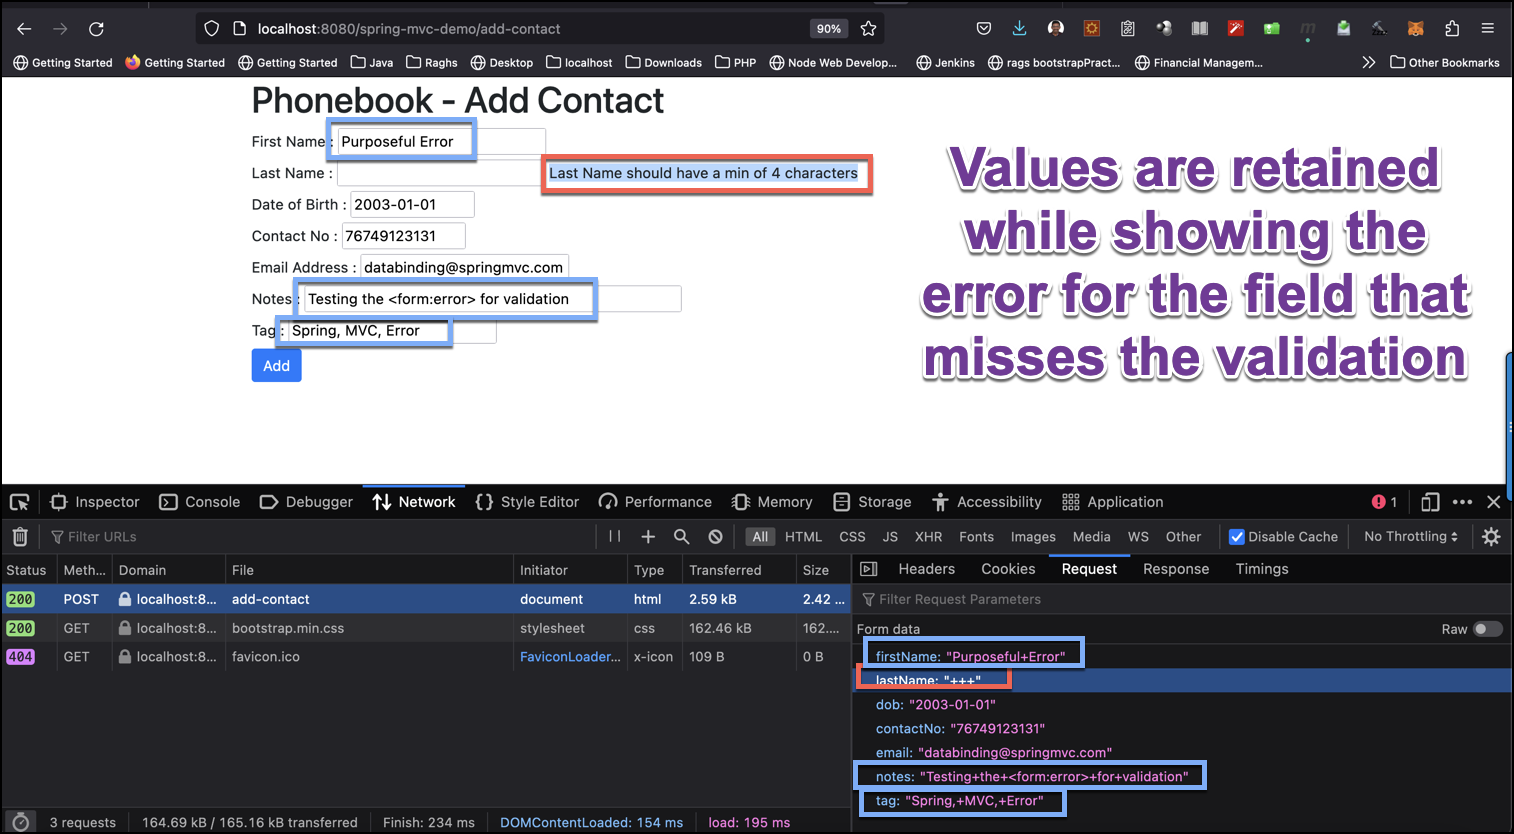 localhost:8080/spring-mvc-demo/add-contact 90%
Getting Started Getting Started Getting Started Java Raghs Desktop localhost Downloads PHP Node Web Develop... Jenkins rags bootstrapPract... Financial Managem... Other Bookmarks
Phonebook - Add Contact
First Name : Purposeful Error
Last Name : Last Name should have a min of 4 characters
Date of Birth : 2003-01-01
Contact No : 76749123131
Email Address : databinding@springmvc.com
Notes : Testing the <form:error> for validation
Tag : Spring, MVC, Error
Add
Values are retained
while showing the
error for the field that
misses the validation
Inspector Console Debugger Network Style Editor Performance Memory Storage Accessibility Application 1
Filter URLs All HTML CSS JS XHR Fonts Images Media WS Other Disable Cache No Throttling
Status Meth... Domain File Initiator Type Transferred Size
200 POST localhost:8... add-contact document html 2.59 kB 2.42 ...
200 GET localhost:8... bootstrap.min.css stylesheet css 162.46 kB 162....
404 GET localhost:8... favicon.ico FaviconLoader... x-icon 109 B 0 B
Headers Cookies Request Response Timings
Filter Request Parameters
Form data Raw
firstName: "Purposeful+Error"
lastName: "+++"
dob: "2003-01-01"
contactNo: "76749123131"
email: "databinding@springmvc.com"
notes: "Testing+the+<form:error>+for+validation"
tag: "Spring,+MVC,+Error"
3 requests 164.69 kB / 165.16 kB transferred Finish: 234 ms DOMContentLoaded: 154 ms load: 195 ms